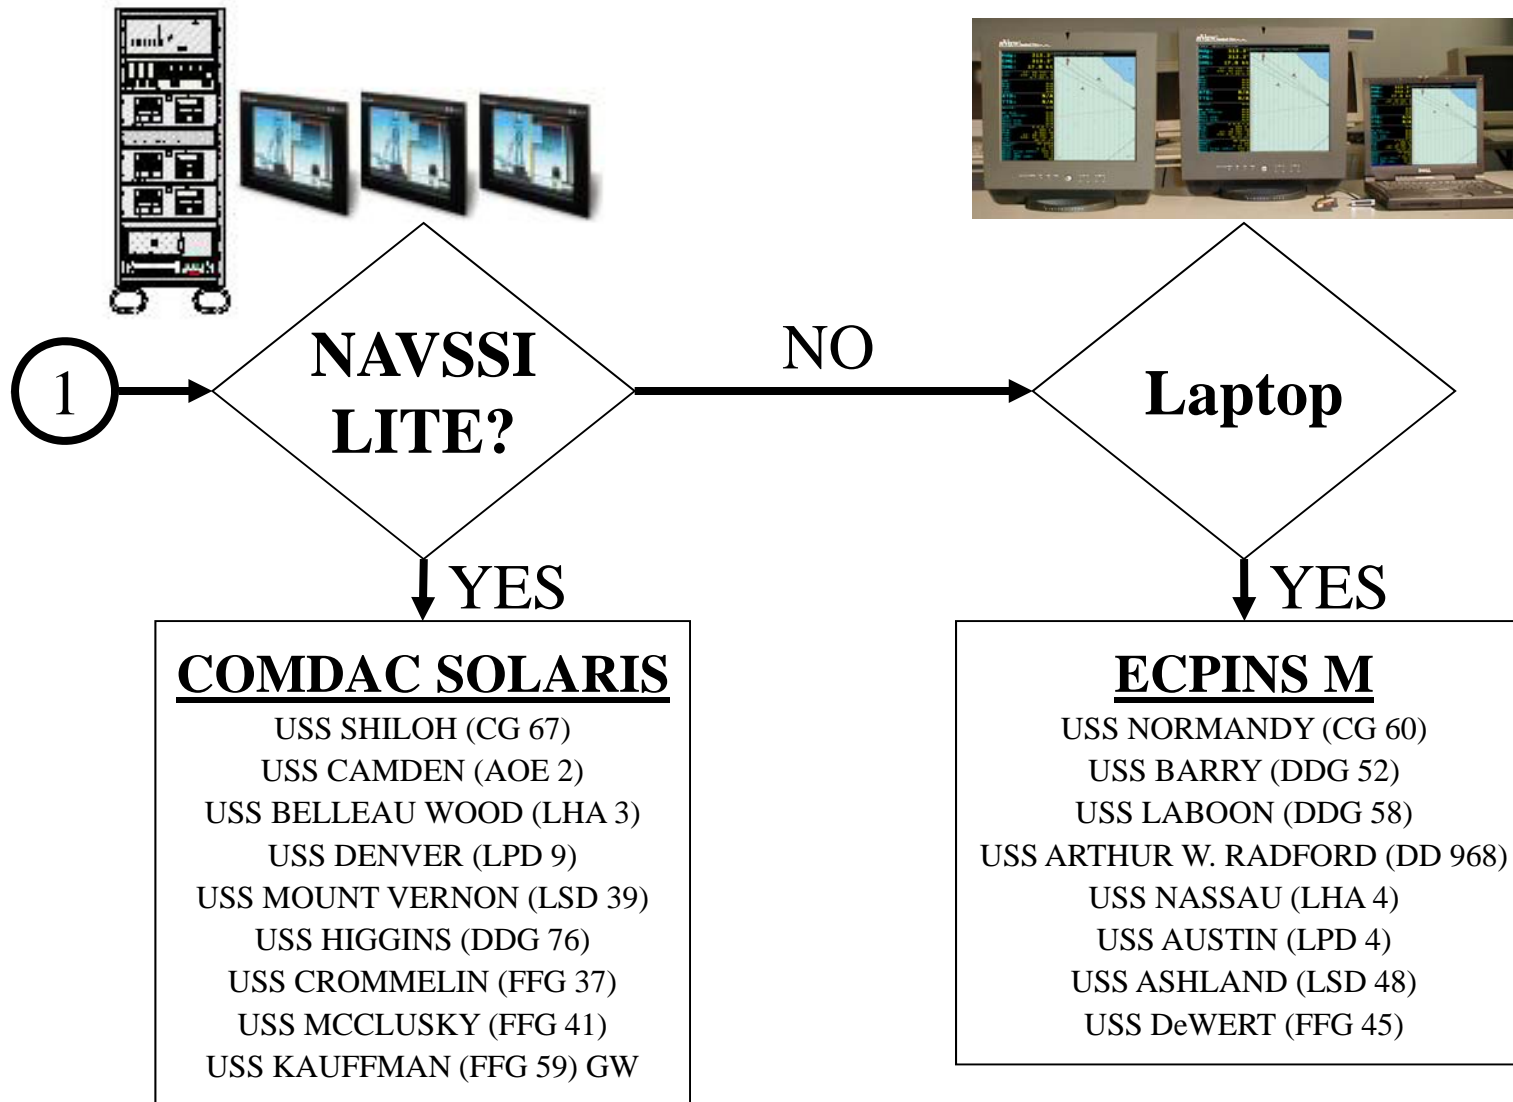 1
NAVSSI
LITE?
NO
Laptop
YES
YES
COMDAC SOLARIS
USS SHILOH (CG 67)
USS CAMDEN (AOE 2)
USS BELLEAU WOOD (LHA 3)
USS DENVER (LPD 9)
USS MOUNT VERNON (LSD 39)
USS HIGGINS (DDG 76)
USS CROMMELIN (FFG 37)
USS MCCLUSKY (FFG 41)
USS KAUFFMAN (FFG 59) GW
ECPINS M
USS NORMANDY (CG 60)
USS BARRY (DDG 52)
USS LABOON (DDG 58)
USS ARTHUR W. RADFORD (DD 968)
USS NASSAU (LHA 4)
USS AUSTIN (LPD 4)
USS ASHLAND (LSD 48)
USS DeWERT (FFG 45)